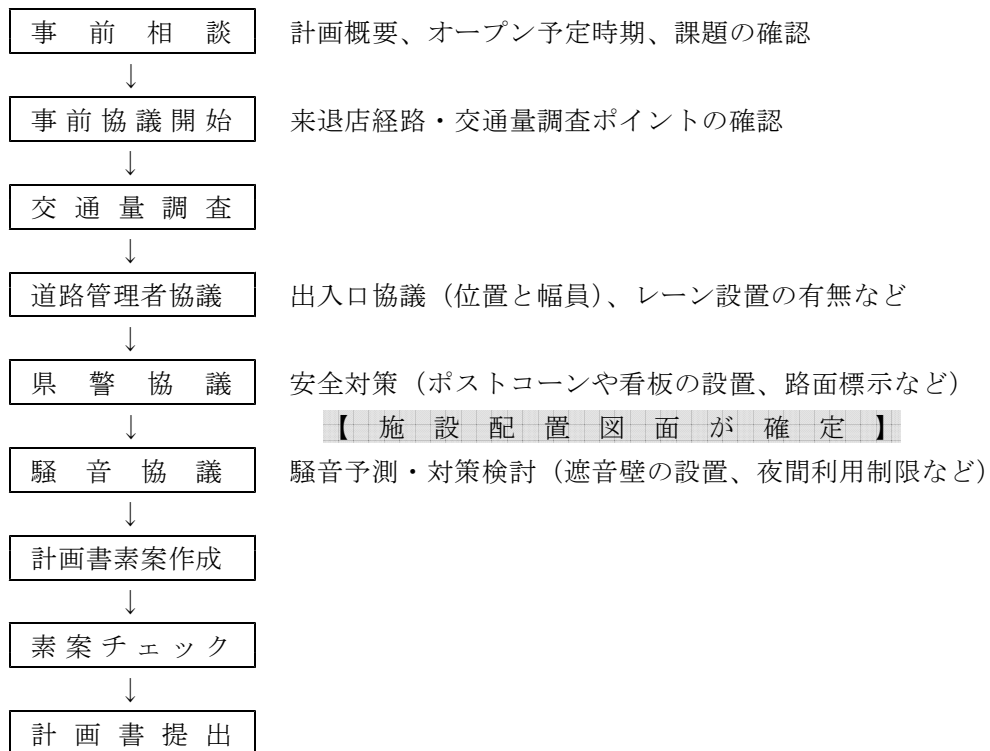 事前相談 計画概要、オープン予定時期、課題の確認
↓
事前協議開始 来退店経路・交通量調査ポイントの確認
↓
交通量調査
↓
道路管理者協議 出入口協議（位置と幅員）、レーン設置の有無など
↓
県警協議 安全対策（ポストコーンや看板の設置、路面標示など）
↓ 【施設配置図面が確定】
騒音協議 騒音予測・対策検討（遮音壁の設置、夜間利用制限など）
↓
計画書素案作成
↓
素案チェック
↓
計画書提出